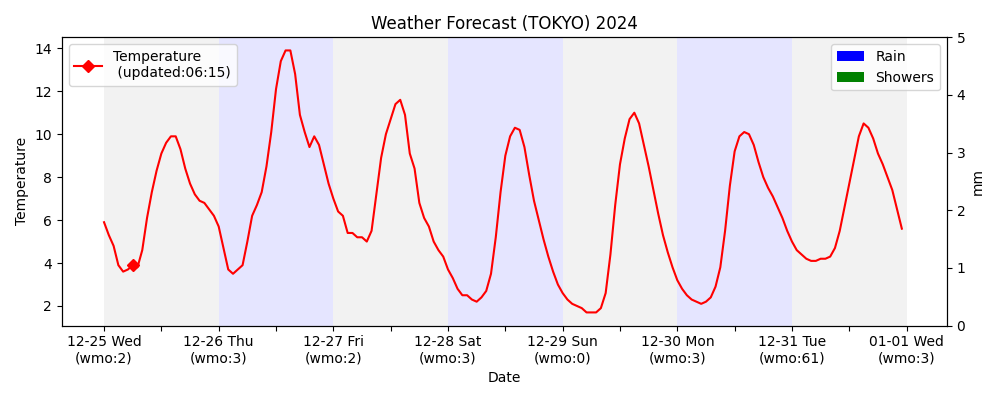 Weather Forecast (TOKYO) 2024
Temperature
(updated:06:15)
Rain
Showers
14
12
10
8
6
4
2
Temperature
5
4
3
2
1
0
mm
12-25 Wed
(wmo:2)
12-26 Thu
(wmo:3)
12-27 Fri
(wmo:2)
12-28 Sat
(wmo:3)
12-29 Sun
(wmo:0)
12-30 Mon
(wmo:3)
12-31 Tue
(wmo:61)
01-01 Wed
(wmo:3)
Date